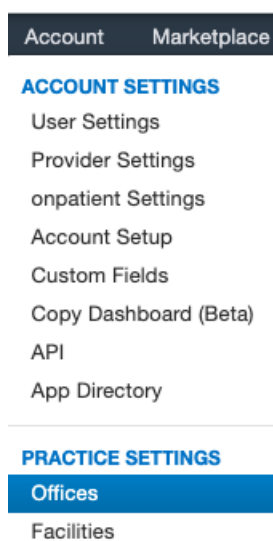 Account Marketplace
ACCOUNT SETTINGS
User Settings
Provider Settings
onpatient Settings
Account Setup
Custom Fields
Copy Dashboard (Beta)
API
App Directory
PRACTICE SETTINGS
Offices
Facilities